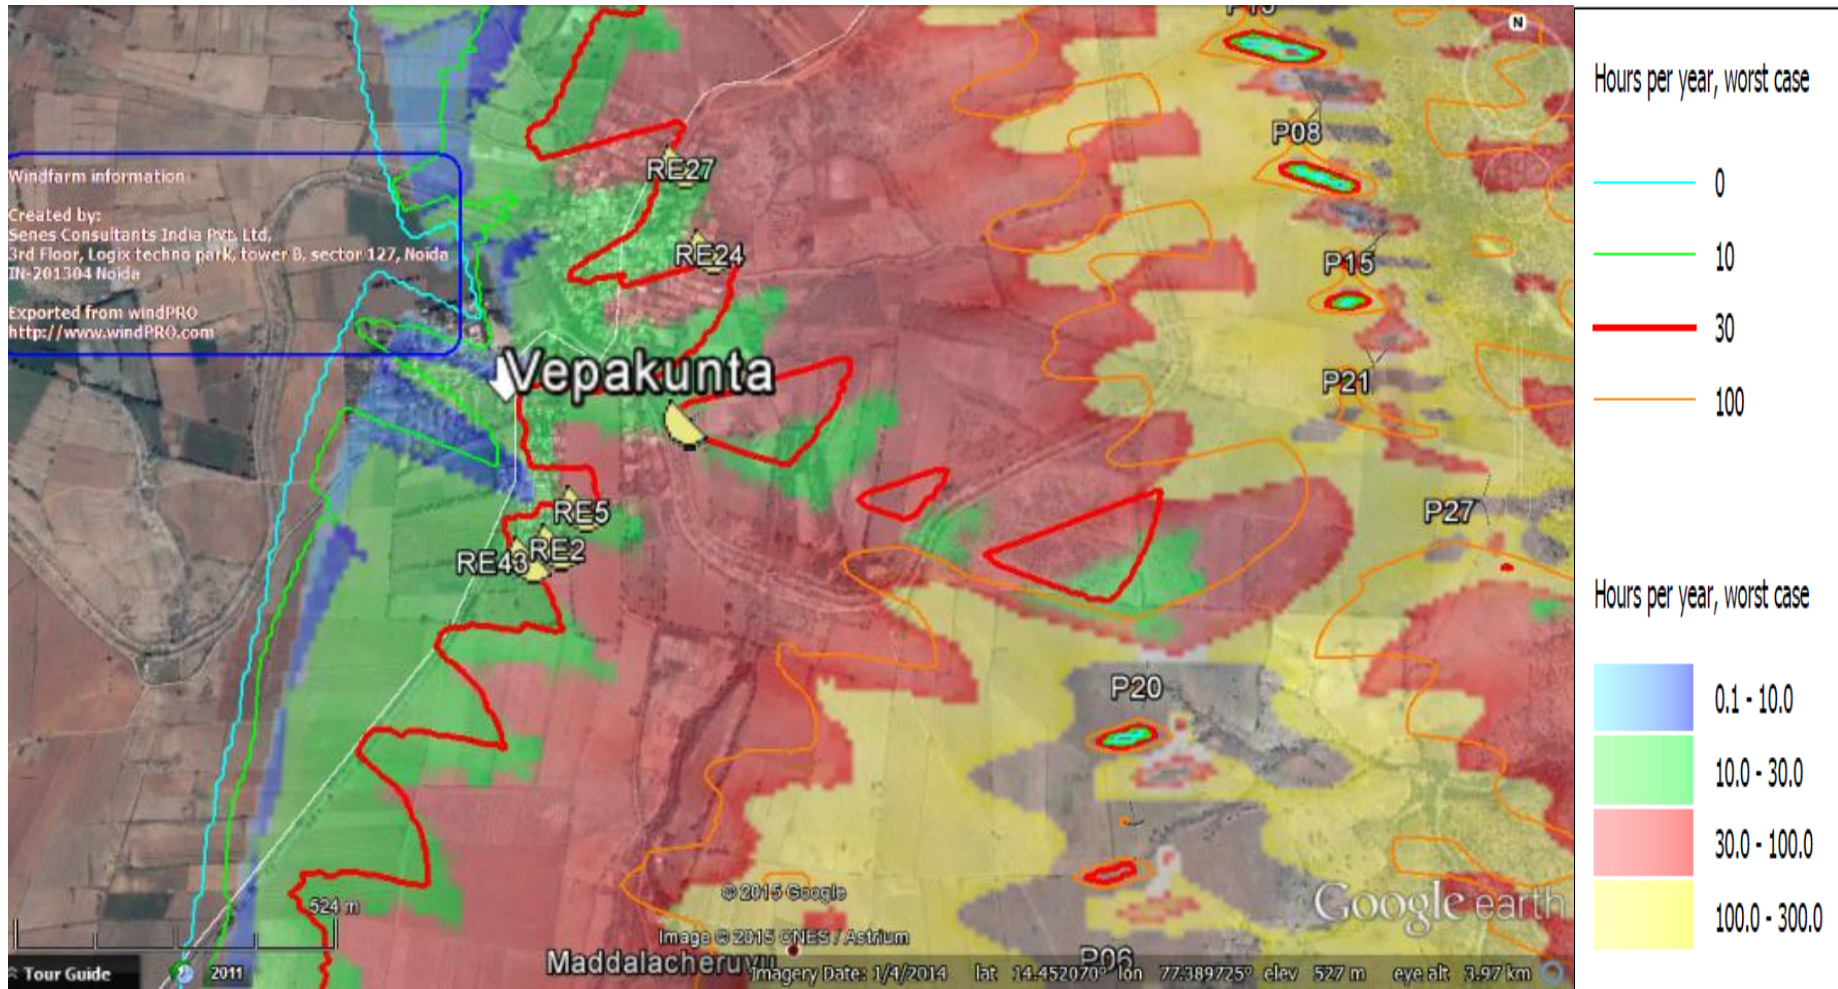 P08
RE27
Windfarm information
Created by:
Senes Consultants India Pvt. Ltd,
3rd Floor, Logix techno park, tower B, sector 127, Noida
IN-201304 Noida
Exported from windPRO
http://www.windPRO.com
RE24
P15
Vepakunta
P21
RE5
RE2
RE43
P27
P20
524 m
© 2015 Google
Image © 2015 CNES / Astrium
Google earth
Maddalacheruvu
P06
Tour Guide
2011
Imagery Date: 1/4/2014 lat 14.452070° lon 77.389725° elev 527 m eye alt 3.97 km
N
Hours per year, worst case
0
10
30
100
Hours per year, worst case
0.1 - 10.0
10.0 - 30.0
30.0 - 100.0
100.0 - 300.0